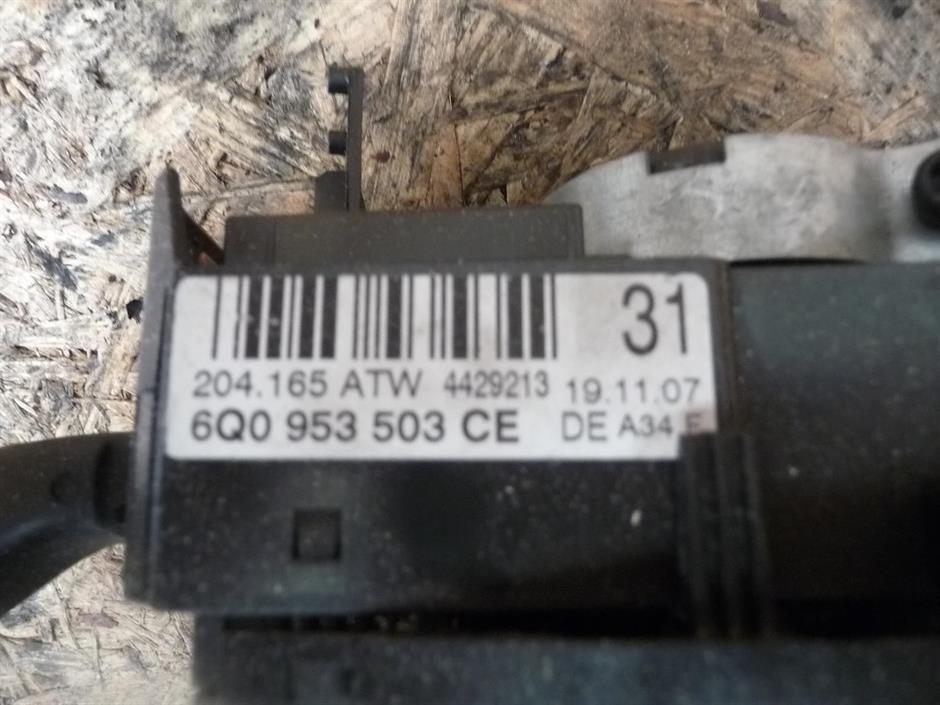 31
204.165 ATW 4429213 19.11.07
6Q0 953 503 CE DE A34